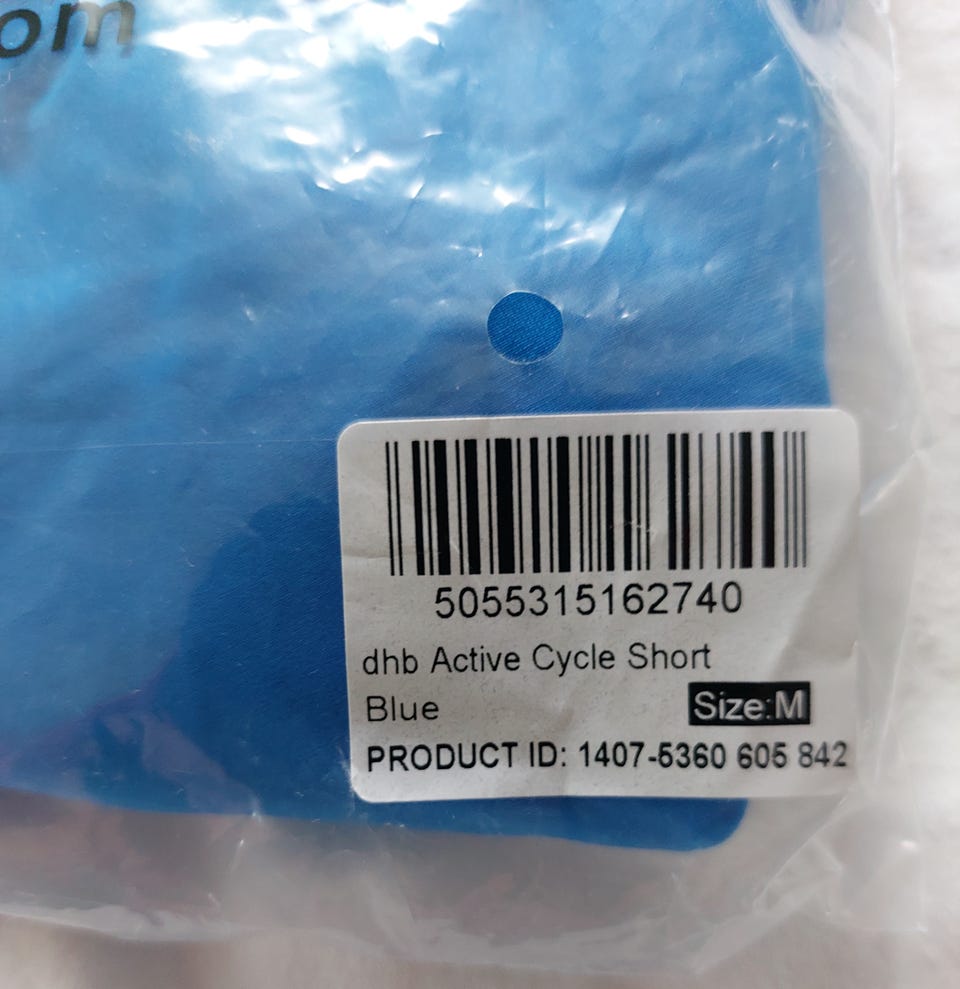 om
5055315162740
dhb Active Cycle Short
Blue Size:M
PRODUCT ID: 1407-5360 605 842